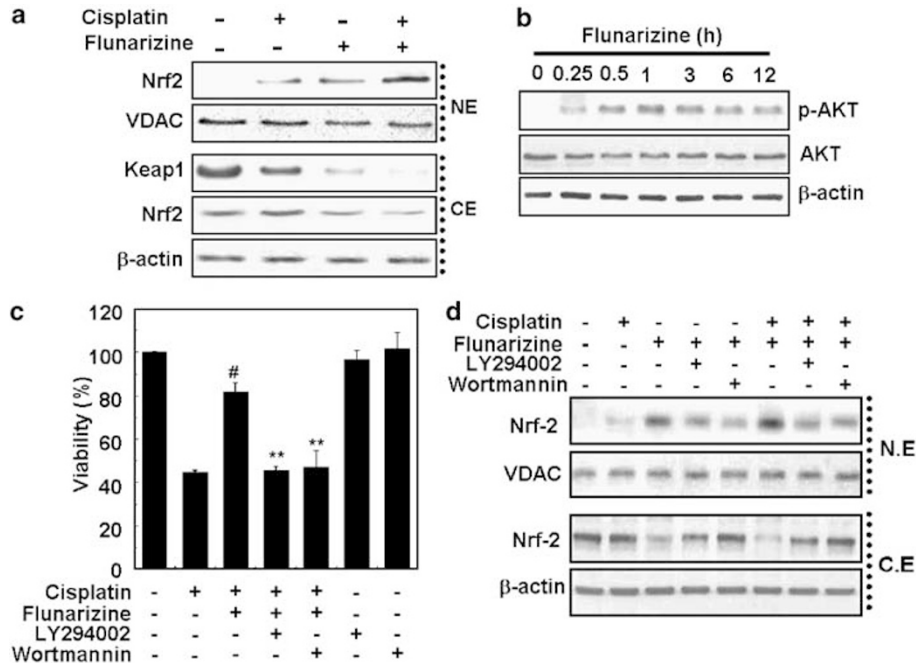 a
Cisplatin - + - +
Flunarizine - - + +
Nrf2
VDAC
NE
Keap1
Nrf2
β-actin
CE
b
Flunarizine (h)
0 0.25 0.5 1 3 6 12
p-AKT
AKT
β-actin
c
Viability (%)
120
100
80
60
40
20
0
#
**
**
Cisplatin - + + + + - -
Flunarizine - - + + + - -
LY294002 - - - + - + -
Wortmannin - - - - + - +
d
Cisplatin - + - - - + + +
Flunarizine - - + + + + + +
LY294002 - - - + - - + -
Wortmannin - - - - + - - +
Nrf-2
VDAC
N.E
Nrf-2
β-actin
C.E